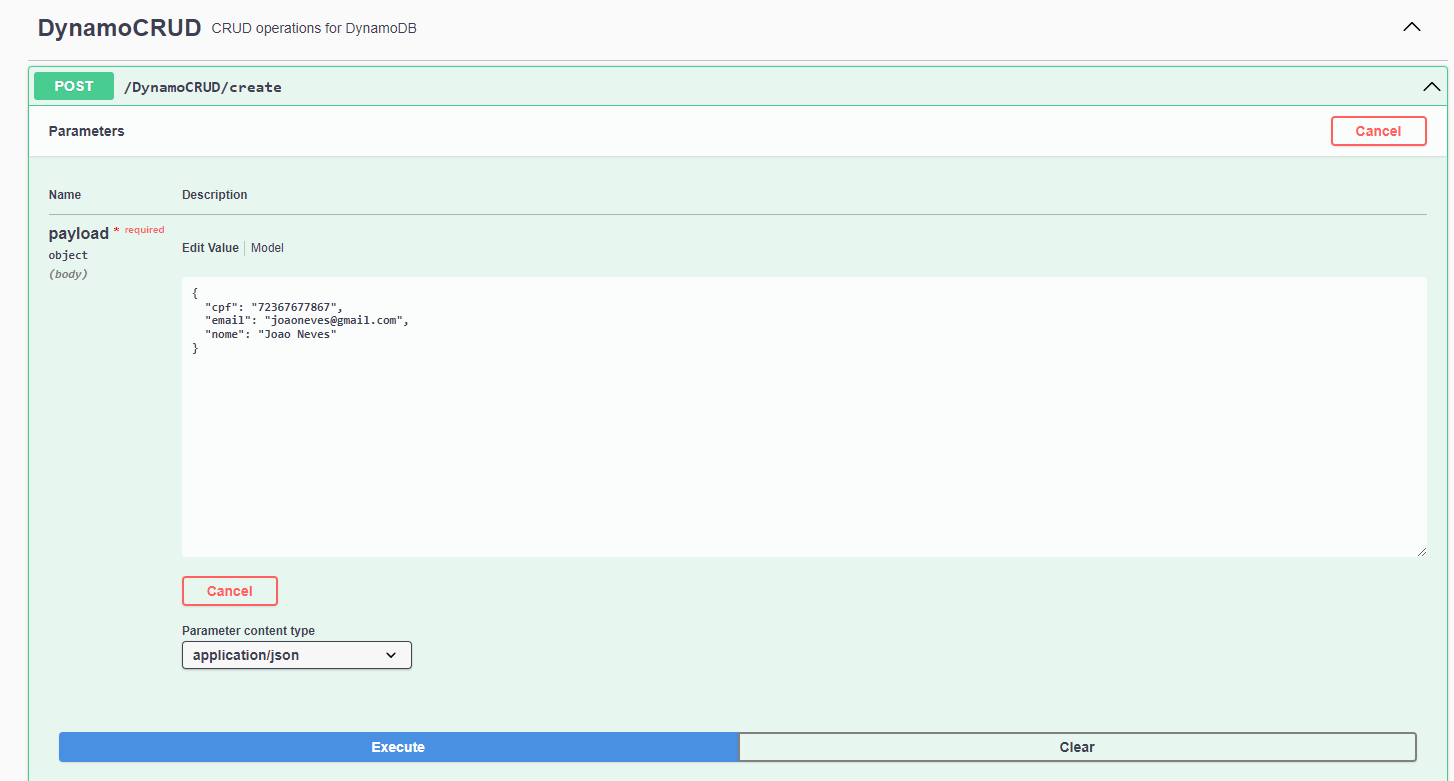 DynamoCRUD CRUD operations for DynamoDB
POST /DynamoCRUD/create
Parameters Cancel
Name Description
payload * required
object
(body)
Edit Value Model
{
  "cpf": "72367677867",
  "email": "joaoneves@gmail.com",
  "nome": "Joao Neves"
}
Cancel
Parameter content type
application/json
Execute Clear